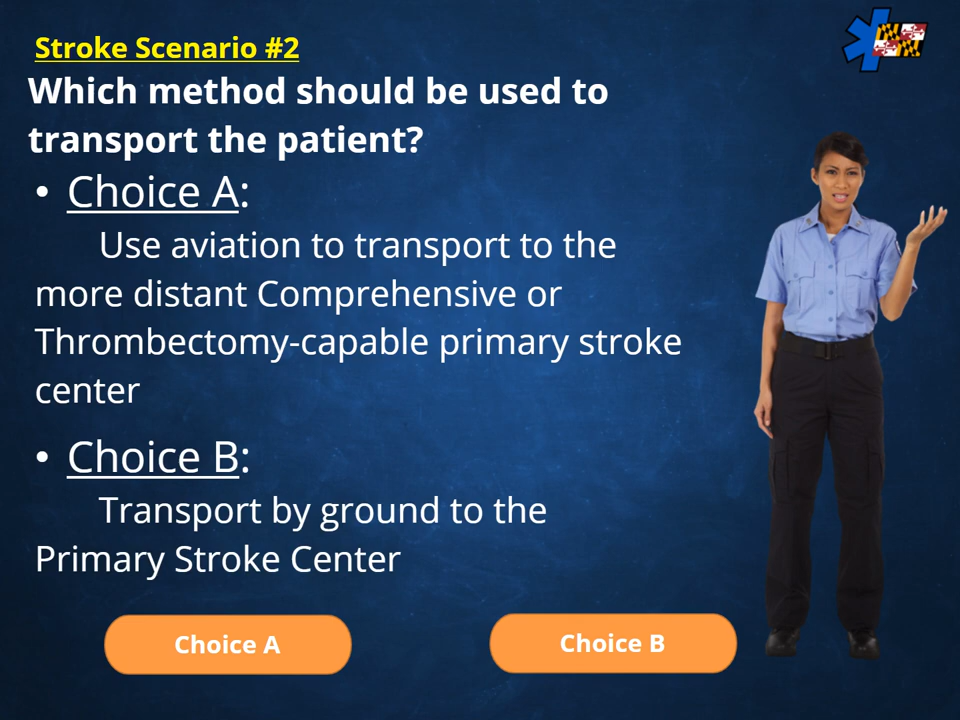 Stroke Scenario #2
Which method should be used to
transport the patient?
• Choice A:
Use aviation to transport to the
more distant Comprehensive or
Thrombectomy-capable primary stroke
center
• Choice B:
Transport by ground to the
Primary Stroke Center
Choice A
Choice B